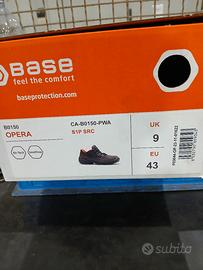 BASE
feel the comfort
baseprotection.com
B0150
OPERA
CA-B0150-PWA
S1P SRC
UK
9
EU
43
subito